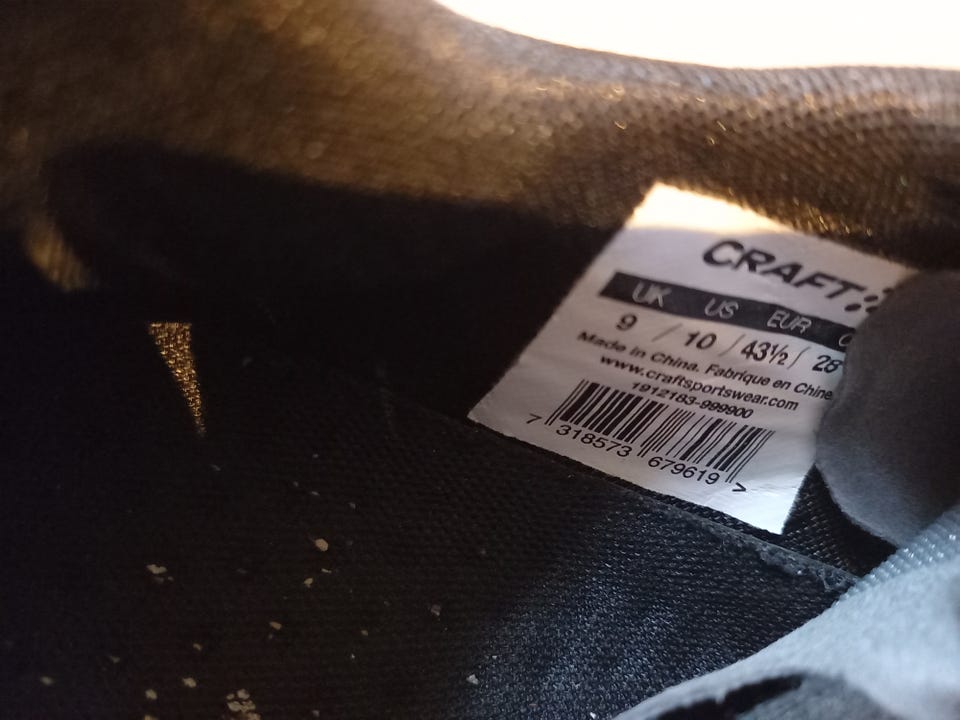 CRAFT
UK US EUR C
9 / 10 / 43½ / 28
Made in China. Fabrique en Chine
www.craftsportswear.com
1912183-999900
7 318573 679619 >